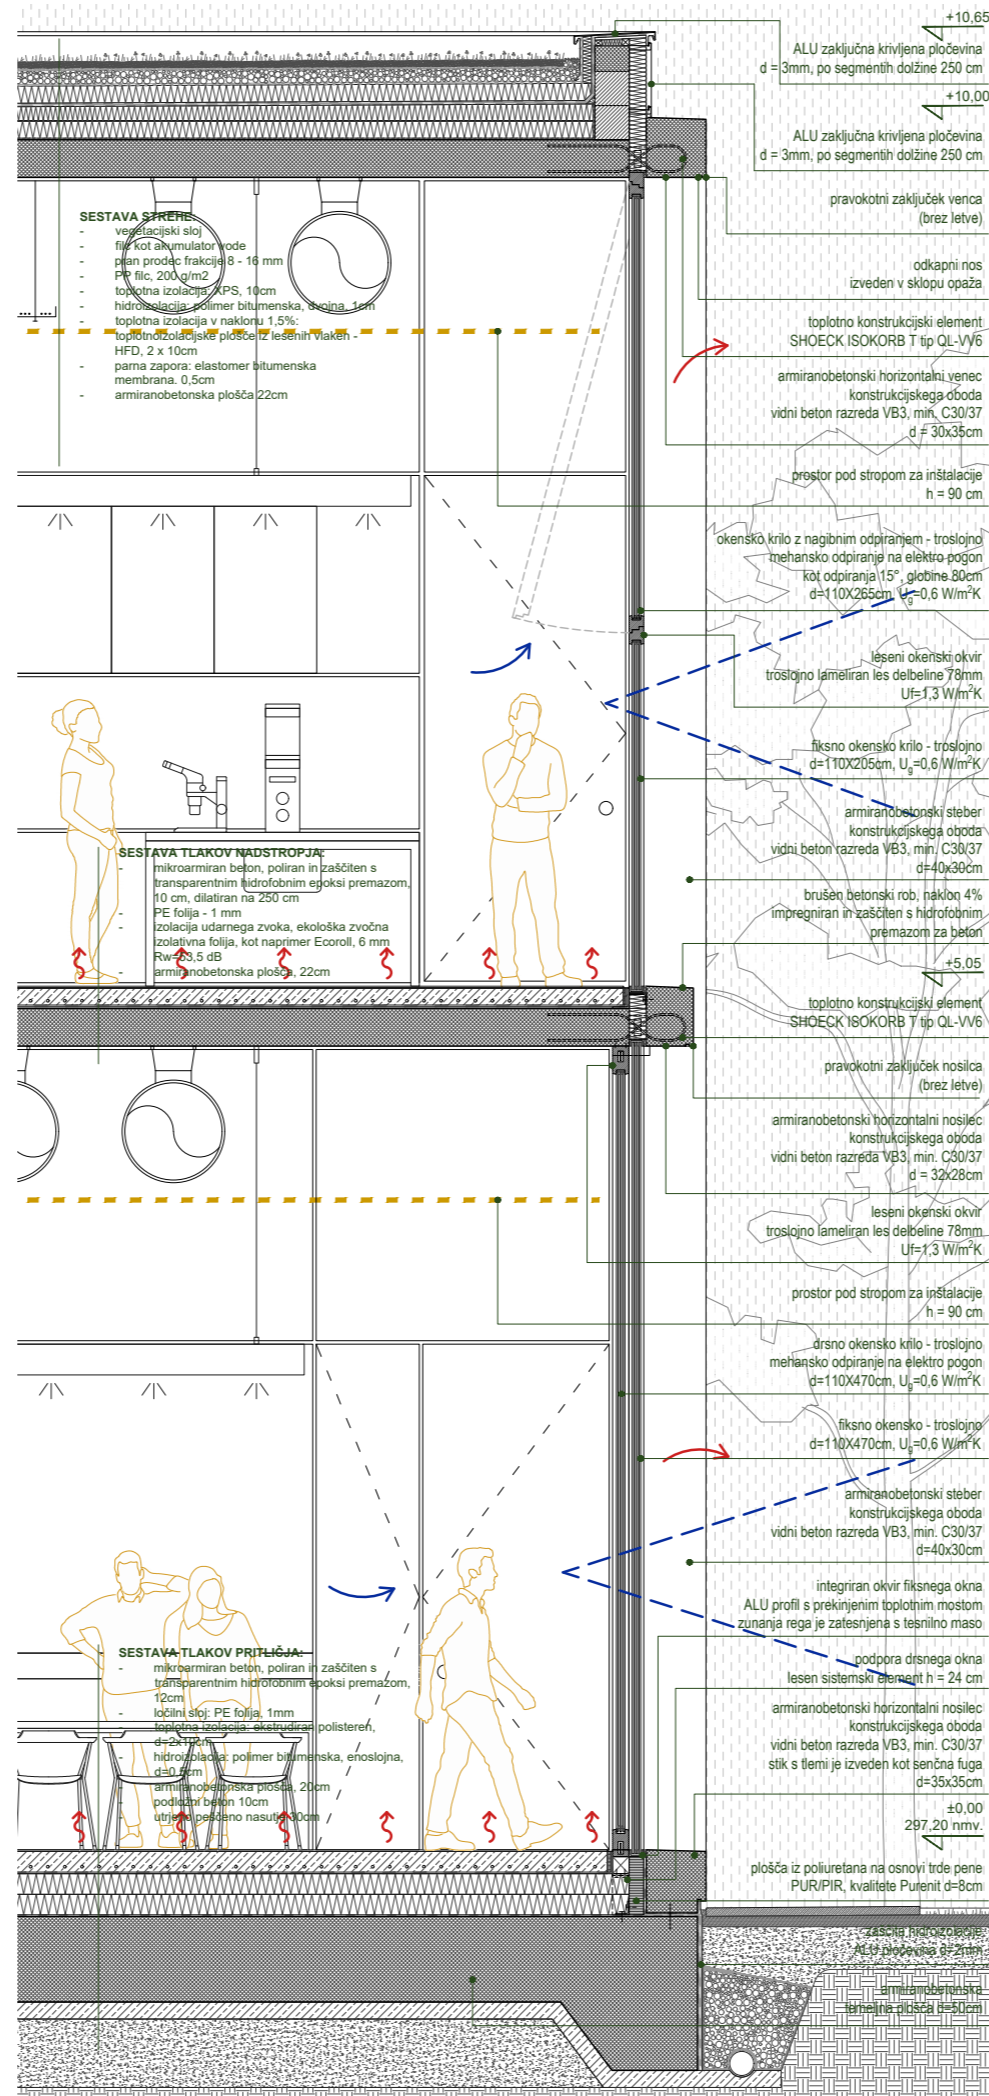 +10,65
ALU zaključna krivljena pločevina
d = 3mm, po segmentih dolžine 250 cm
+10,00
ALU zaključna krivljena pločevina
d = 3mm, po segmentih dolžine 250 cm
pravokotni zaključek venca
(brez letve)
odkapni nos
izveden v sklopu opaža
toplotno konstrukcijski element
SHOECK ISOKORB T tip QL-VV6
armiranobetonski horizontalni venec
konstrukcijskega oboda
vidni beton razreda VB3, min. C30/37
d = 30x35cm
prostor pod stropom za inštalacije
h = 90 cm
okensko krilo z nagibnim odpiranjem - troslojno
mehansko odpiranje na elektro pogon
kot odpiranja 15°, globine 80cm
d=110X265cm, Ug=0,6 W/m²K
leseni okenski okvir
troslojno lameliran les debeline 78mm
Uf=1,3 W/m²K
fiksno okensko krilo - troslojno
d=110X205cm, Ug=0,6 W/m²K
armiranobetonski steber
konstrukcijskega oboda
vidni beton razreda VB3, min. C30/37
d=40x30cm
brušen betonski rob, naklon 4%
impregniran in zaščiten s hidrofobnim
premazom za beton
+5,05
toplotno konstrukcijski element
SHOECK ISOKORB T tip QL-VV6
pravokotni zaključek nosilca
(brez letve)
armiranobetonski horizontalni nosilec
konstrukcijskega oboda
vidni beton razreda VB3, min. C30/37
d = 32x28cm
leseni okenski okvir
troslojno lameliran les debeline 78mm
Uf=1,3 W/m²K
prostor pod stropom za inštalacije
h = 90 cm
drsno okensko krilo - troslojno
mehansko odpiranje na elektro pogon
d=110X470cm, Ug=0,6 W/m²K
fiksno okensko - troslojno
d=110X470cm, Ug=0,6 W/m²K
armiranobetonski steber
konstrukcijskega oboda
vidni beton razreda VB3, min. C30/37
d=40x30cm
integriran okvir fiksnega okna
ALU profil s prekinjenim toplotnim mostom
zunanja rega je zatesnjena s tesnilno maso
podpora drsnega okna
lesen sistemski element h = 24 cm
armiranobetonski horizontalni nosilec
konstrukcijskega oboda
vidni beton razreda VB3, min. C30/37
stik s tlemi je izveden kot senčna fuga
d=35x35cm
±0,00
297,20 nmv.
plošča iz poliuretana na osnovi trde pene
PUR/PIR, kvalitete Purenit d=8cm
zaščita hidroizolacije
ALU pločevina d=2mm
armiranobetonska
temeljna plošča d=50cm
SESTAVA STREHE:
- vegetacijski sloj
- filc kot akumulator vode
- pran prodec frakcije 8 - 16 mm
- PP filc, 200 g/m2
- toplotna izolacija: XPS, 10cm
- hidroizolacija: polimer bitumenska, dvojna, 1cm
- toplotna izolacija v naklonu 1,5%:
toplotnoizolacijske plošče iz lesenih vlaken -
HFD, 2 x 10cm
- parna zapora: elastomer bitumenska
membrana. 0,5cm
- armiranobetonska plošča 22cm
SESTAVA TLAKOV NADSTROPJA:
- mikroarmiran beton, poliran in zaščiten s
transparentnim hidrofobnim epoksi premazom,
10 cm, dilatiran na 250 cm
- PE folija - 1 mm
- izolacija udarnega zvoka, ekološka zvočna
izolativna folija, kot naprimer Ecoroll, 6 mm
Rw=63,5 dB
- armiranobetonska plošča, 22cm
SESTAVA TLAKOV PRITLIČJA:
- mikroarmiran beton, poliran in zaščiten s
transparentnim hidrofobnim epoksi premazom,
12cm
- ločilni sloj: PE folija, 1mm
- toplotna izolacija: ekstrudiran polisteren,
d=2x10cm
- hidroizolacija: polimer bitumenska, enoslojna,
d=0,5cm
- armiranobetonska plošča, 20cm
- podložni beton 10cm
- utrjeno peščeno nasutje 30cm